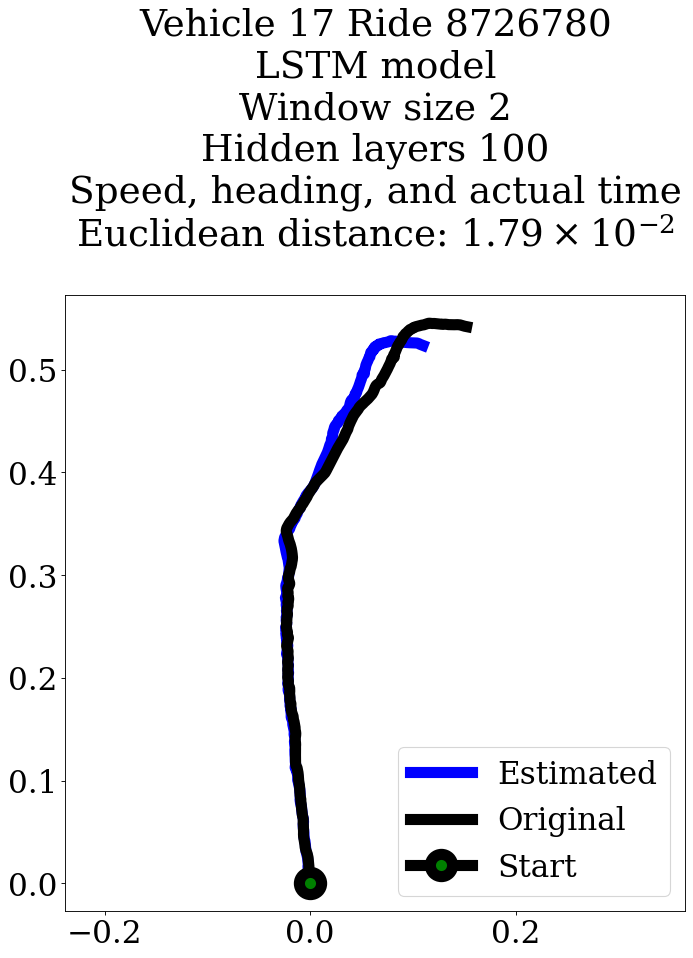 Vehicle 17 Ride 8726780
LSTM model
Window size 2
Hidden layers 100
Speed, heading, and actual time
Euclidean distance: 1.79 × 10⁻²
0.5
0.4
0.3
0.2
0.1
0.0
−0.2 0.0 0.2
Estimated
Original
Start